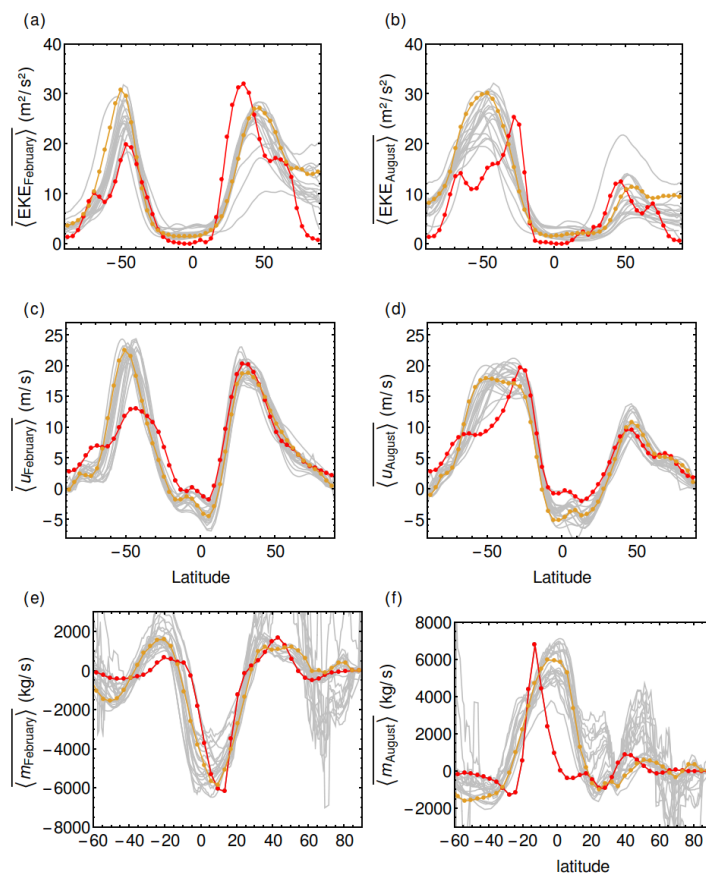 (a)
(b)
⟨EKE_February⟩ (m²/s²)
40
30
20
10
0
−50
0
50
⟨EKE_August⟩ (m²/s²)
40
30
20
10
0
−50
0
50
(c)
(d)
⟨u_February⟩ (m/s)
25
20
15
10
5
0
−5
−50
0
50
Latitude
⟨u_August⟩ (m/s)
25
20
15
10
5
0
−5
−50
0
50
Latitude
(e)
(f)
⟨m_February⟩ (kg/s)
2000
0
−2000
−4000
−6000
−8000
−60 −40 −20 0 20 40 60 80
⟨m_August⟩ (kg/s)
8000
6000
4000
2000
0
−2000
−60 −40 −20 0 20 40 60 80
latitude